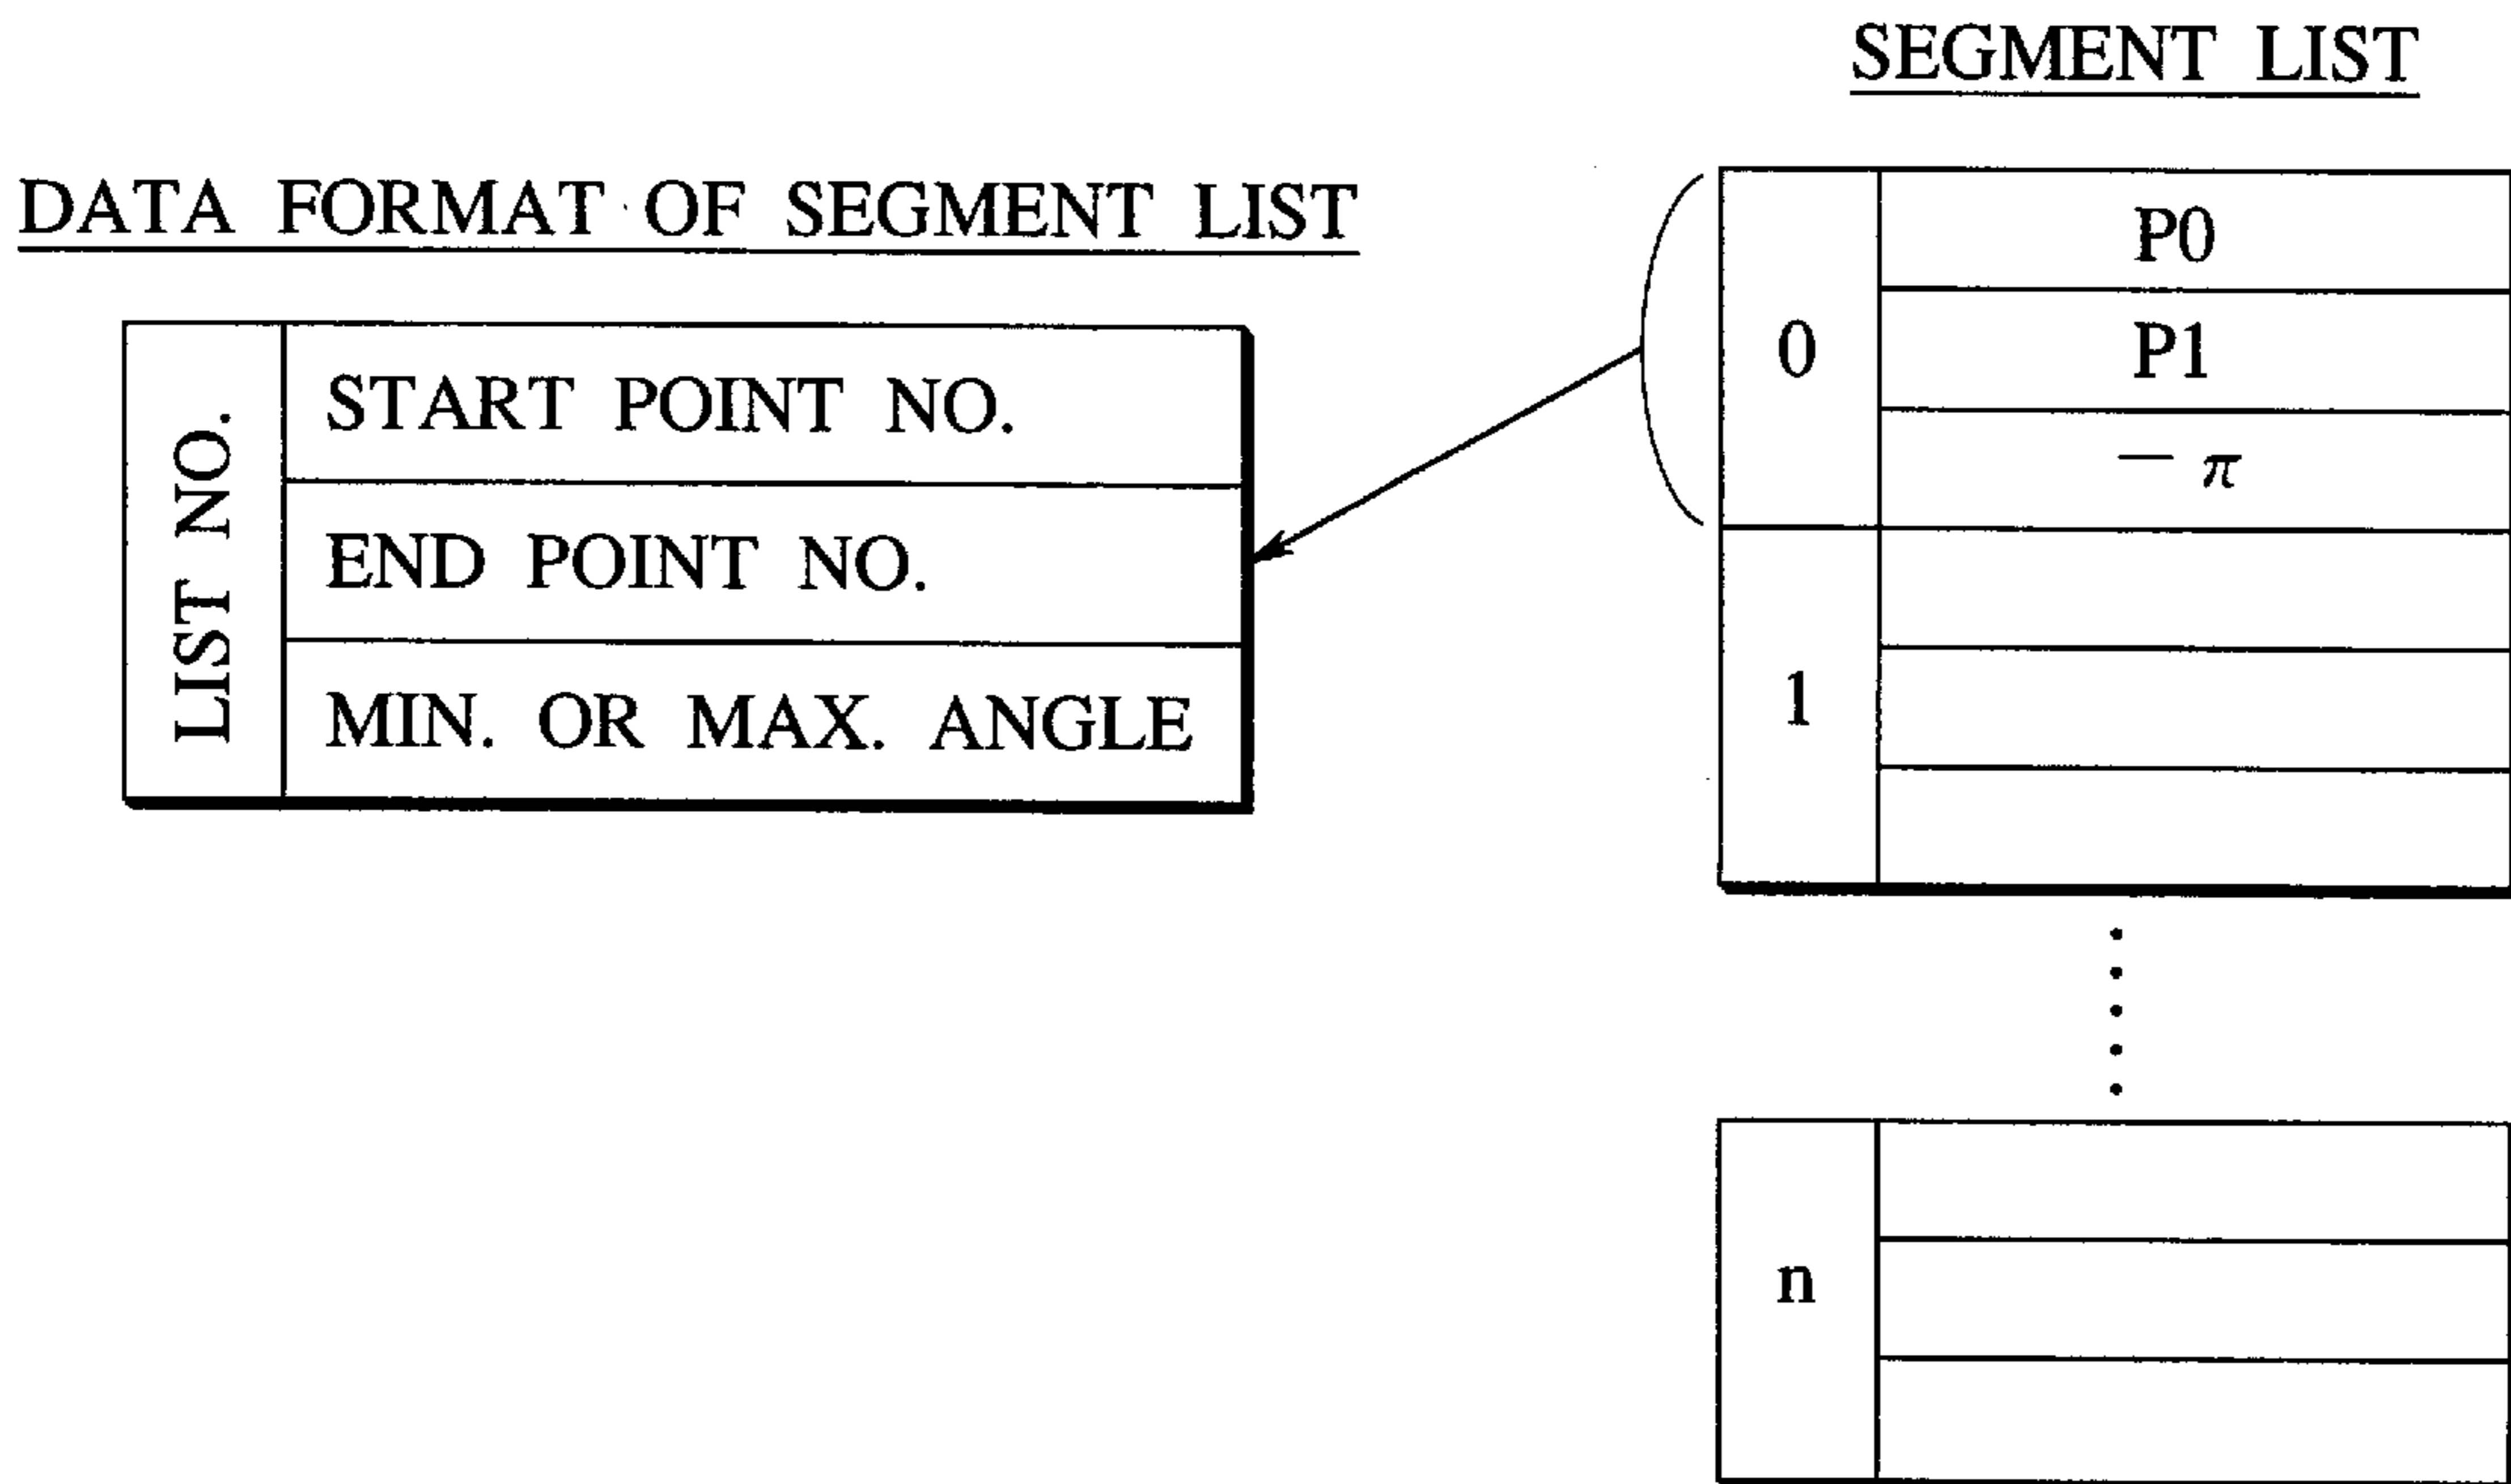 SEGMENT LIST
DATA FORMAT OF SEGMENT LIST
LIST NO.
START POINT NO.
END POINT NO.
MIN. OR MAX. ANGLE
0
P0
P1
− π
1
n